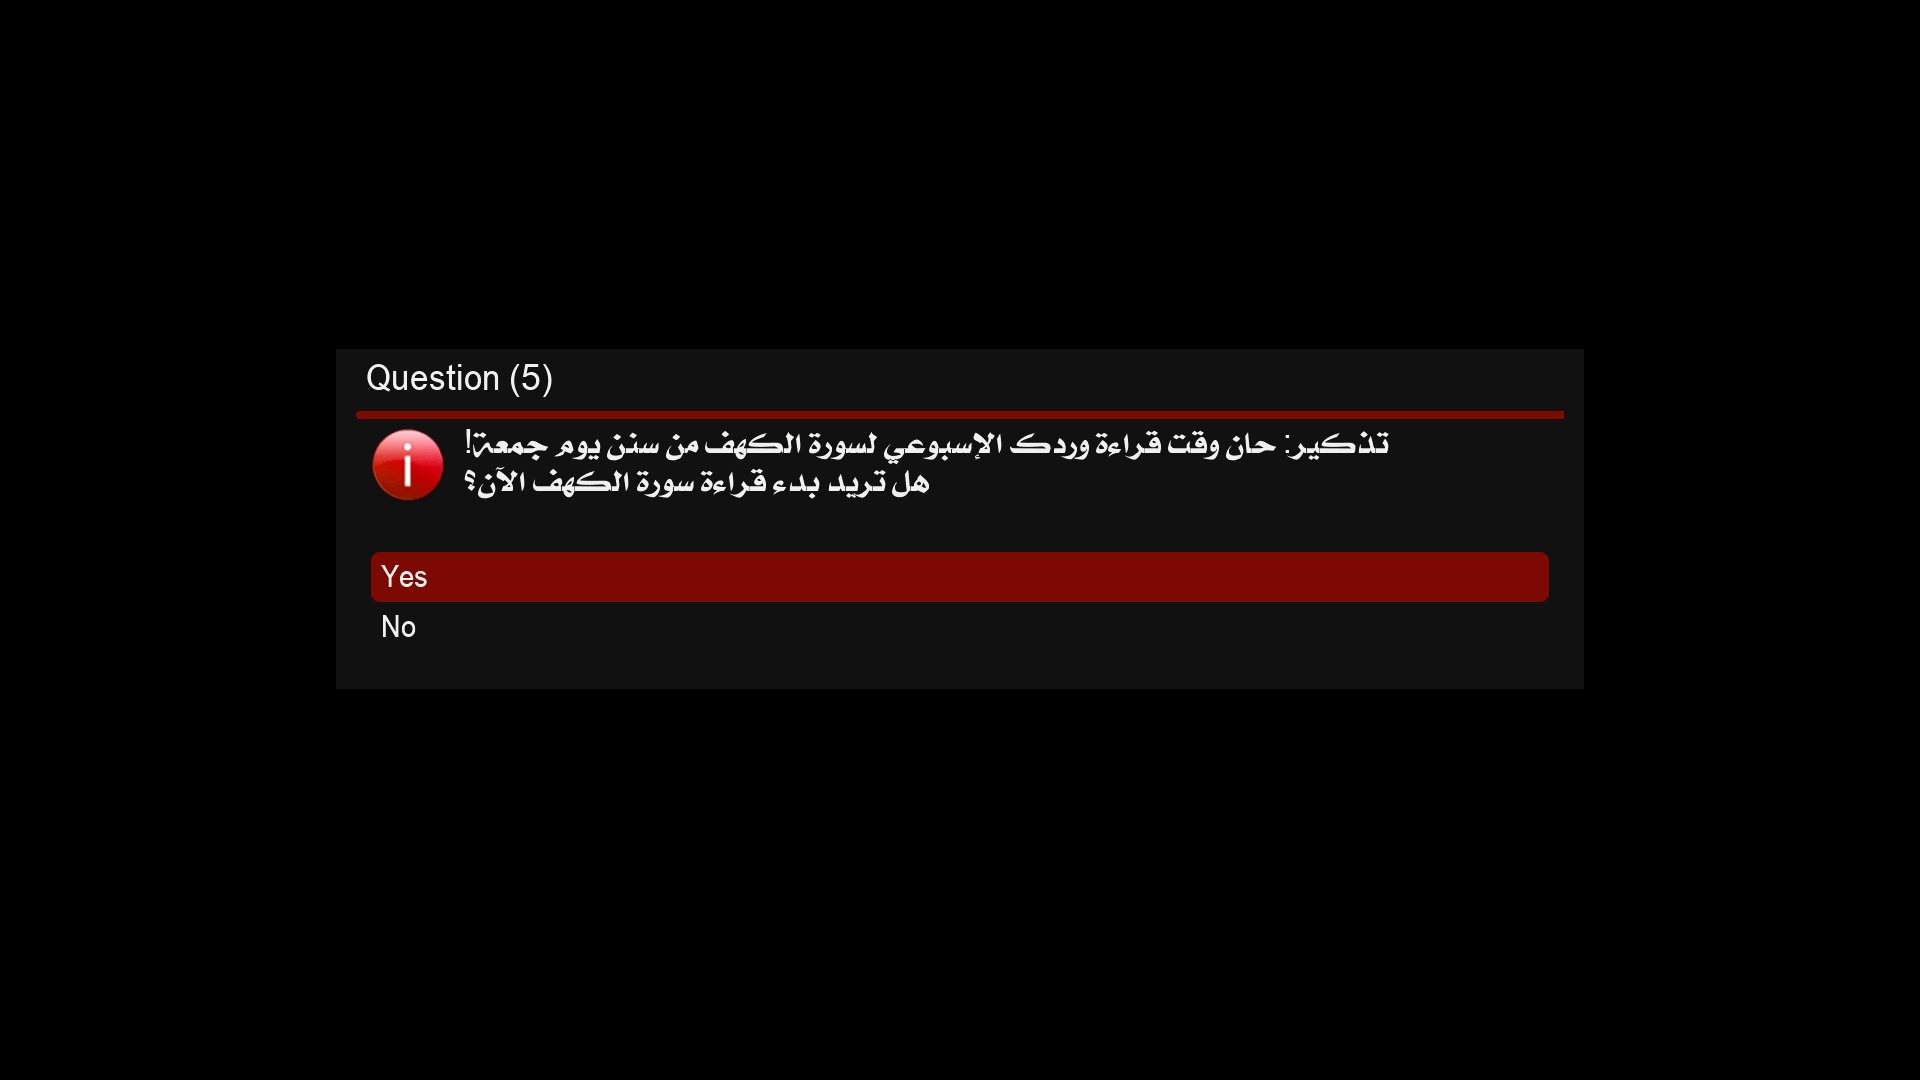 Question (5)
تذكير: حان وقت قراءة وردك الإسبوعي لسورة الكهف من سنن يوم جمعة!
هل تريد بدء قراءة سورة الكهف الآن؟
Yes
No